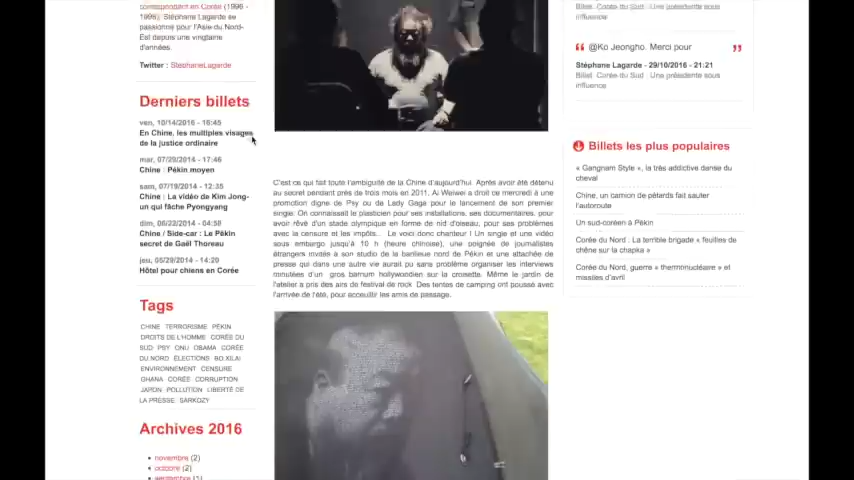 correspondant en Corée (1996 -
1998). Stéphane Lagarde se
passionne pour l'Asie du Nord-
Est depuis une vingtaine
d'années.
Twitter : StephaneLagarde
Derniers billets
ven, 10/14/2016 - 16:45
En Chine, les multiples visages
de la justice ordinaire
mar, 07/29/2014 - 17:46
Chine : Pékin moyen
sam, 07/19/2014 - 12:35
Chine : La vidéo de Kim Jong-
un qui fâche Pyongyang
dim, 06/22/2014 - 04:58
Chine / Side-car : Le Pékin
secret de Gaël Thoreau
jeu, 05/29/2014 - 14:20
Hôtel pour chiens en Corée
Tags
CHINE TERRORISME PÉKIN
DROITS DE L'HOMME CORÉE DU
SUD PSY ONU OBAMA CORÉE
DU NORD ÉLECTIONS BO XILAI
ENVIRONNEMENT CENSURE
GHANA CORÉE CORRUPTION
JAPON POLLUTION LIBERTÉ DE
LA PRESSE SARKOZY
Archives 2016
novembre (2)
octobre (2)
septembre (1)
C'est ce qui fait toute l'ambiguïté de la Chine d'aujourd'hui. Après avoir été détenu
au secret pendant près de trois mois en 2011, Ai Weiwei a droit ce mercredi à une
promotion digne de Psy ou de Lady Gaga pour le lancement de son premier
single. On connaissait le plasticien pour ses installations, ses documentaires, pour
avoir rêvé d'un stade olympique en forme de nid d'oiseau, pour ses problèmes
avec la censure et les impôts... Le voici donc chanteur ! Un single et une vidéo
sous embargo jusqu'à 10 h (heure chinoise), une poignée de journalistes
étrangers invités à son studio de la banlieue nord de Pékin et une attachée de
presse qui dans une autre vie aurait pu sans problème organiser les interviews
minutées d'un gros barnum hollywoodien sur la croisette. Même le jardin de
l'atelier a pris des airs de festival de rock. Des tentes de camping ont poussé avec
l'arrivée de l'été, pour accueillir les amis de passage.
Billet: Corée du Sud : Une présidente sous
influence
@Ko Jeongho. Merci pour
Stéphane Lagarde - 29/10/2016 - 21:21
Billet: Corée du Sud : Une présidente sous
influence
Billets les plus populaires
« Gangnam Style », la très addictive danse du
cheval
Chine, un camion de pétards fait sauter
l'autoroute
Un sud-coréen à Pékin
Corée du Nord : La terrible brigade « feuilles de
chêne sur la chapka »
Corée du Nord, guerre « thermonucléaire » et
missiles d'avril